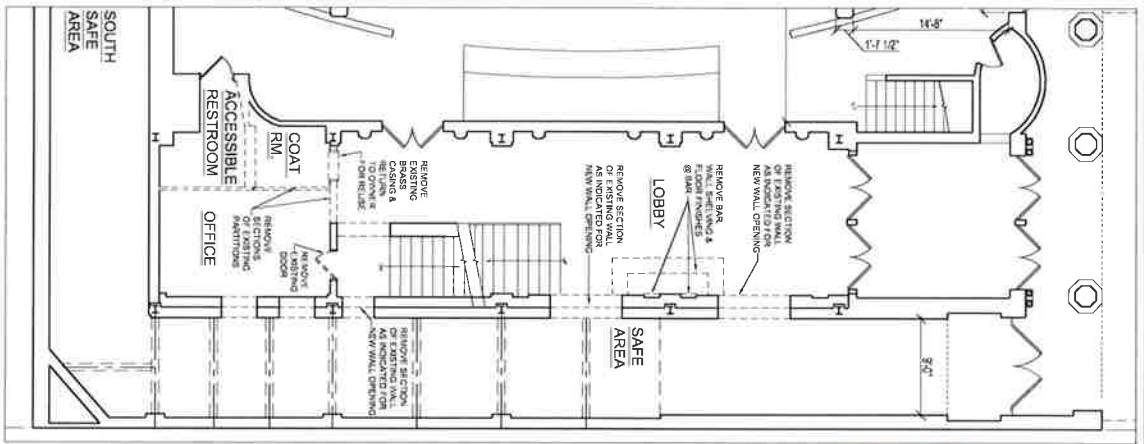 SOUTH
SAFE
AREA
ACCESSIBLE
RESTROOM
COAT
RM.
OFFICE
REMOVE
SECTIONS
OF EXISTING
PARTITIONS
REMOVE
EXISTING
DOOR
REMOVE
EXISTING
BRASS
CASING &
RETURN
TO OWNER
FOR REUSE
REMOVE SECTION
OF EXISTING WALL
AS INDICATED FOR
NEW WALL OPENING
REMOVE SECTION
OF EXISTING WALL
AS INDICATED FOR
NEW WALL OPENING
LOBBY
REMOVE BAR,
WALL SHELVING &
FLOOR FINISHES
@ BAR
REMOVE SECTION
OF EXISTING WALL
AS INDICATED FOR
NEW WALL OPENING
SAFE
AREA
14'-8"
1'-7 1/2"
9'-0"